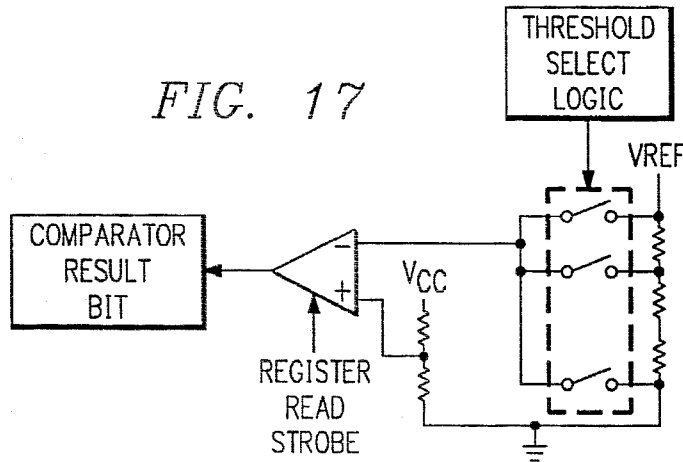 THRESHOLD
SELECT
LOGIC
FIG. 17
VREF
COMPARATOR
RESULT
BIT
−
+
VCC
REGISTER
READ
STROBE